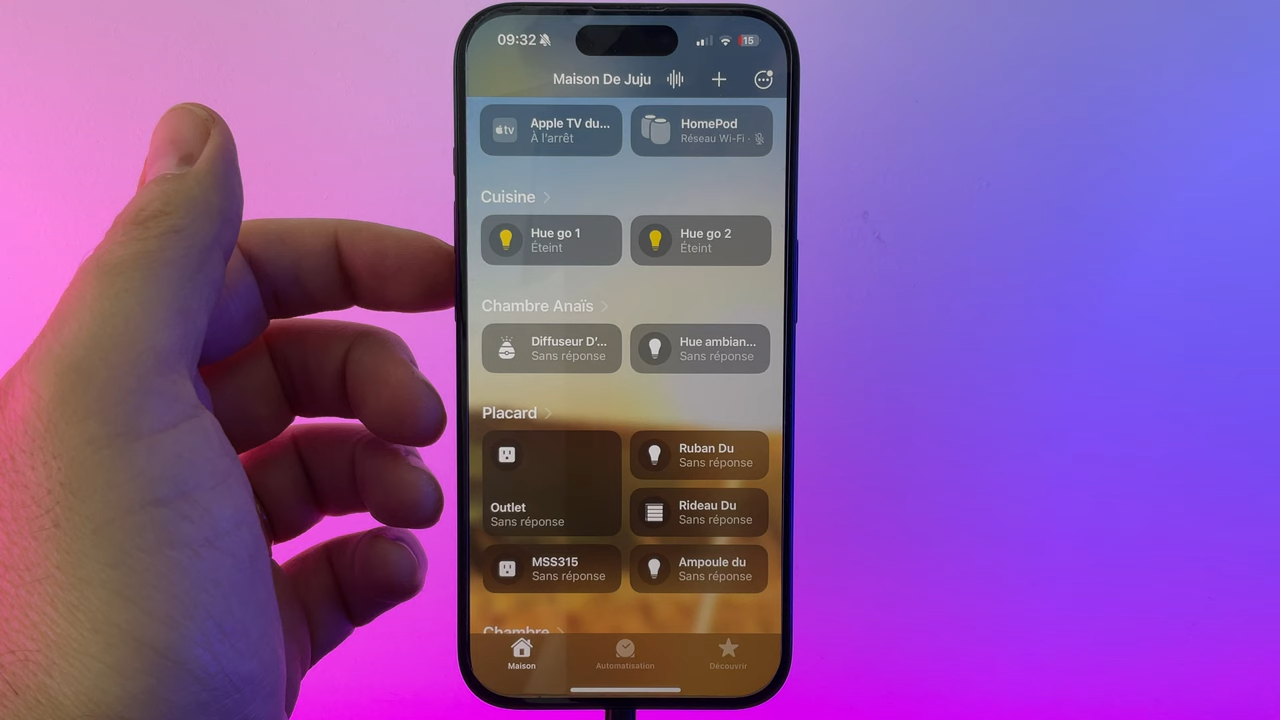 09:32
15
Maison De Juju
tv
Apple TV du...
À l'arrêt
HomePod
Réseau Wi-Fi ·
Cuisine
Hue go 1
Éteint
Hue go 2
Éteint
Chambre Anaïs
Diffuseur D'...
Sans réponse
Hue ambian...
Sans réponse
Placard
Outlet
Sans réponse
Ruban Du
Sans réponse
Rideau Du
Sans réponse
MSS315
Sans réponse
Ampoule du
Sans réponse
Chambre
Maison
Automatisation
Découvrir